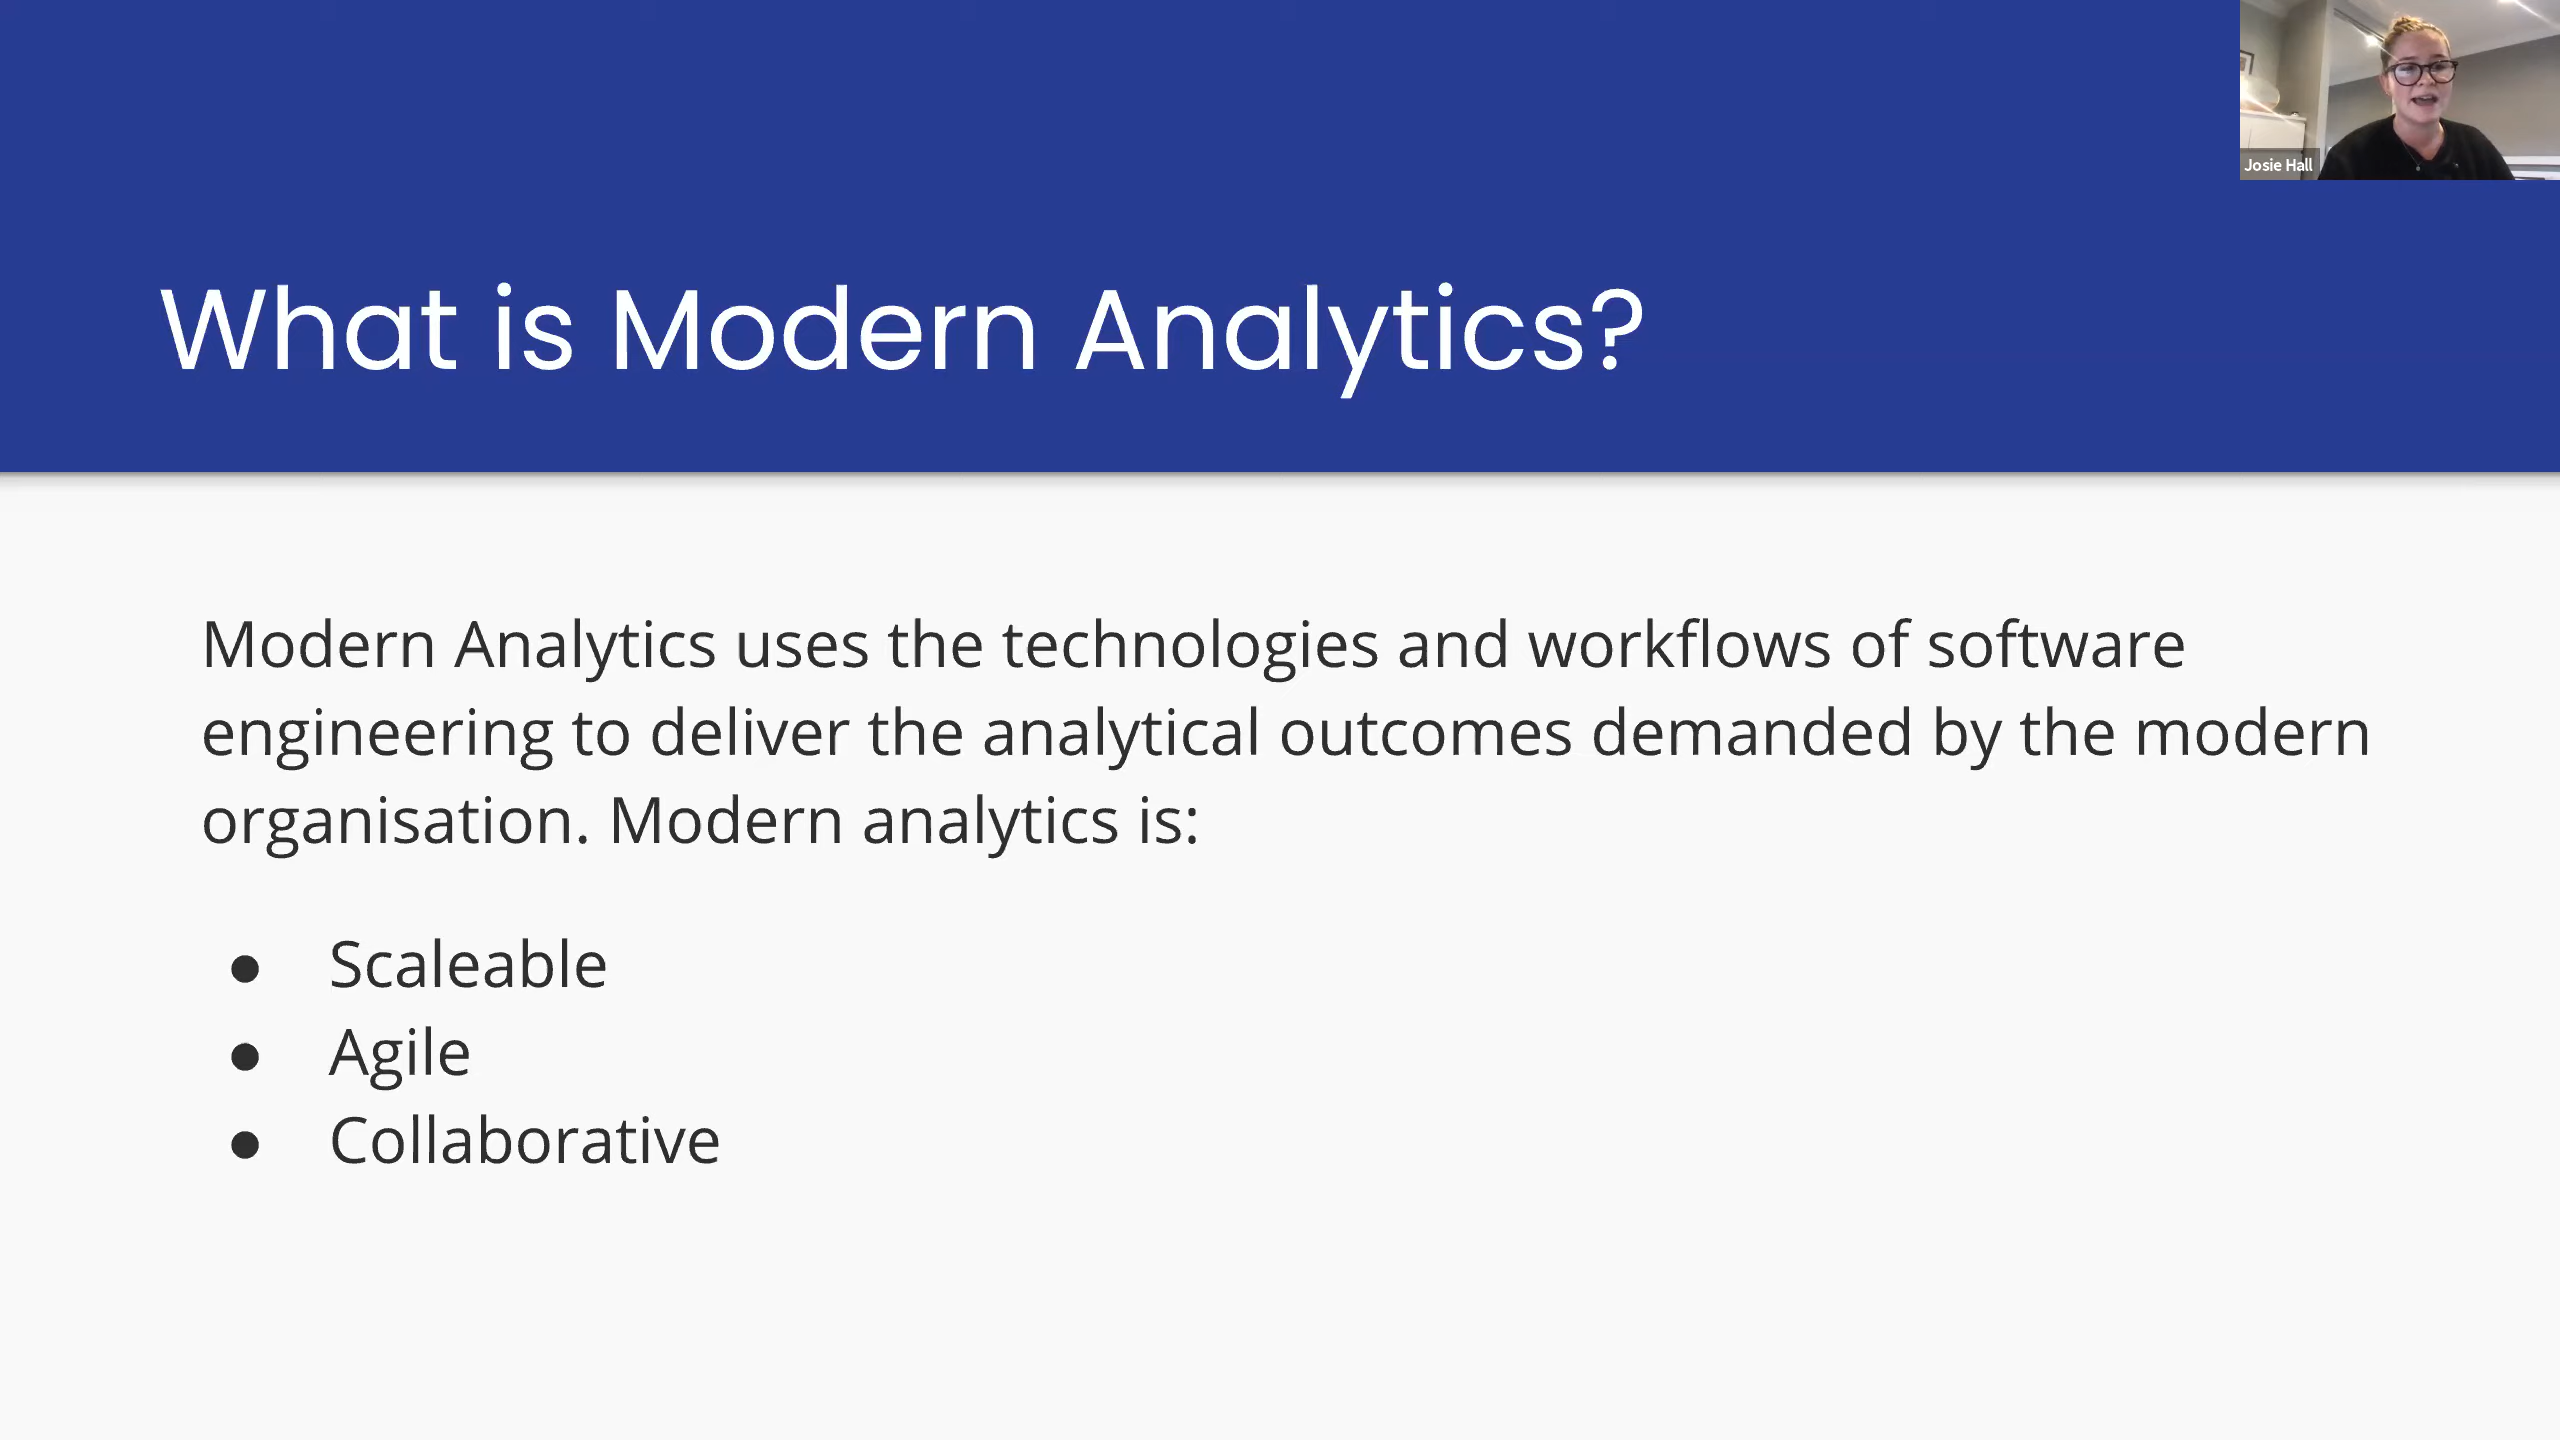 Josie Hall
What is Modern Analytics?
Modern Analytics uses the technologies and workflows of software
engineering to deliver the analytical outcomes demanded by the modern
organisation. Modern analytics is:
● Scaleable
● Agile
● Collaborative